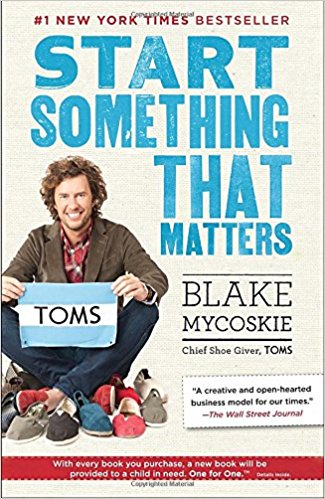 #1 NEW YORK TIMES BESTSELLER
START
SOMETHING
THAT
MATTERS
TOMS
BLAKE
MYCOSKIE
Chief Shoe Giver, TOMS
"A creative and open-hearted
business model for our times."
—The Wall Street Journal
With every book you purchase, a new book will be
provided to a child in need. One for One.™ Details inside.